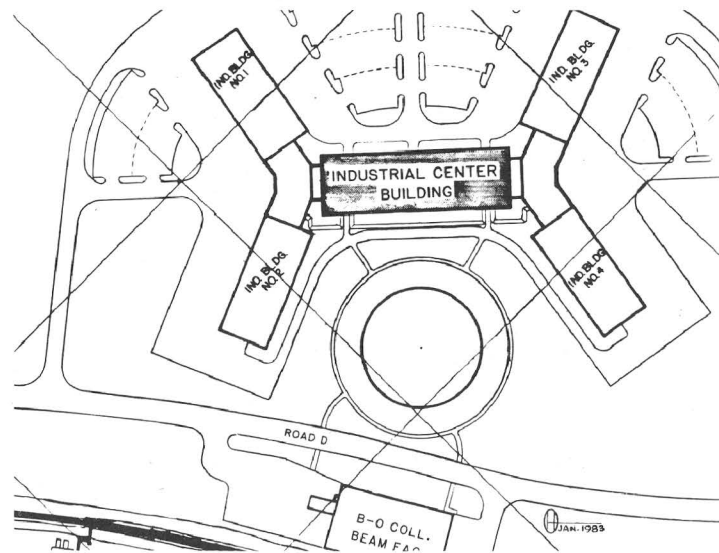 IND. BLDG.
NO. 1
IND. BLDG.
NO. 3
INDUSTRIAL CENTER
BUILDING
IND. BLDG.
NO. 2
IND. BLDG.
NO. 4
ROAD D
B-O COLL.
BEAM FAC
JAN. 1983